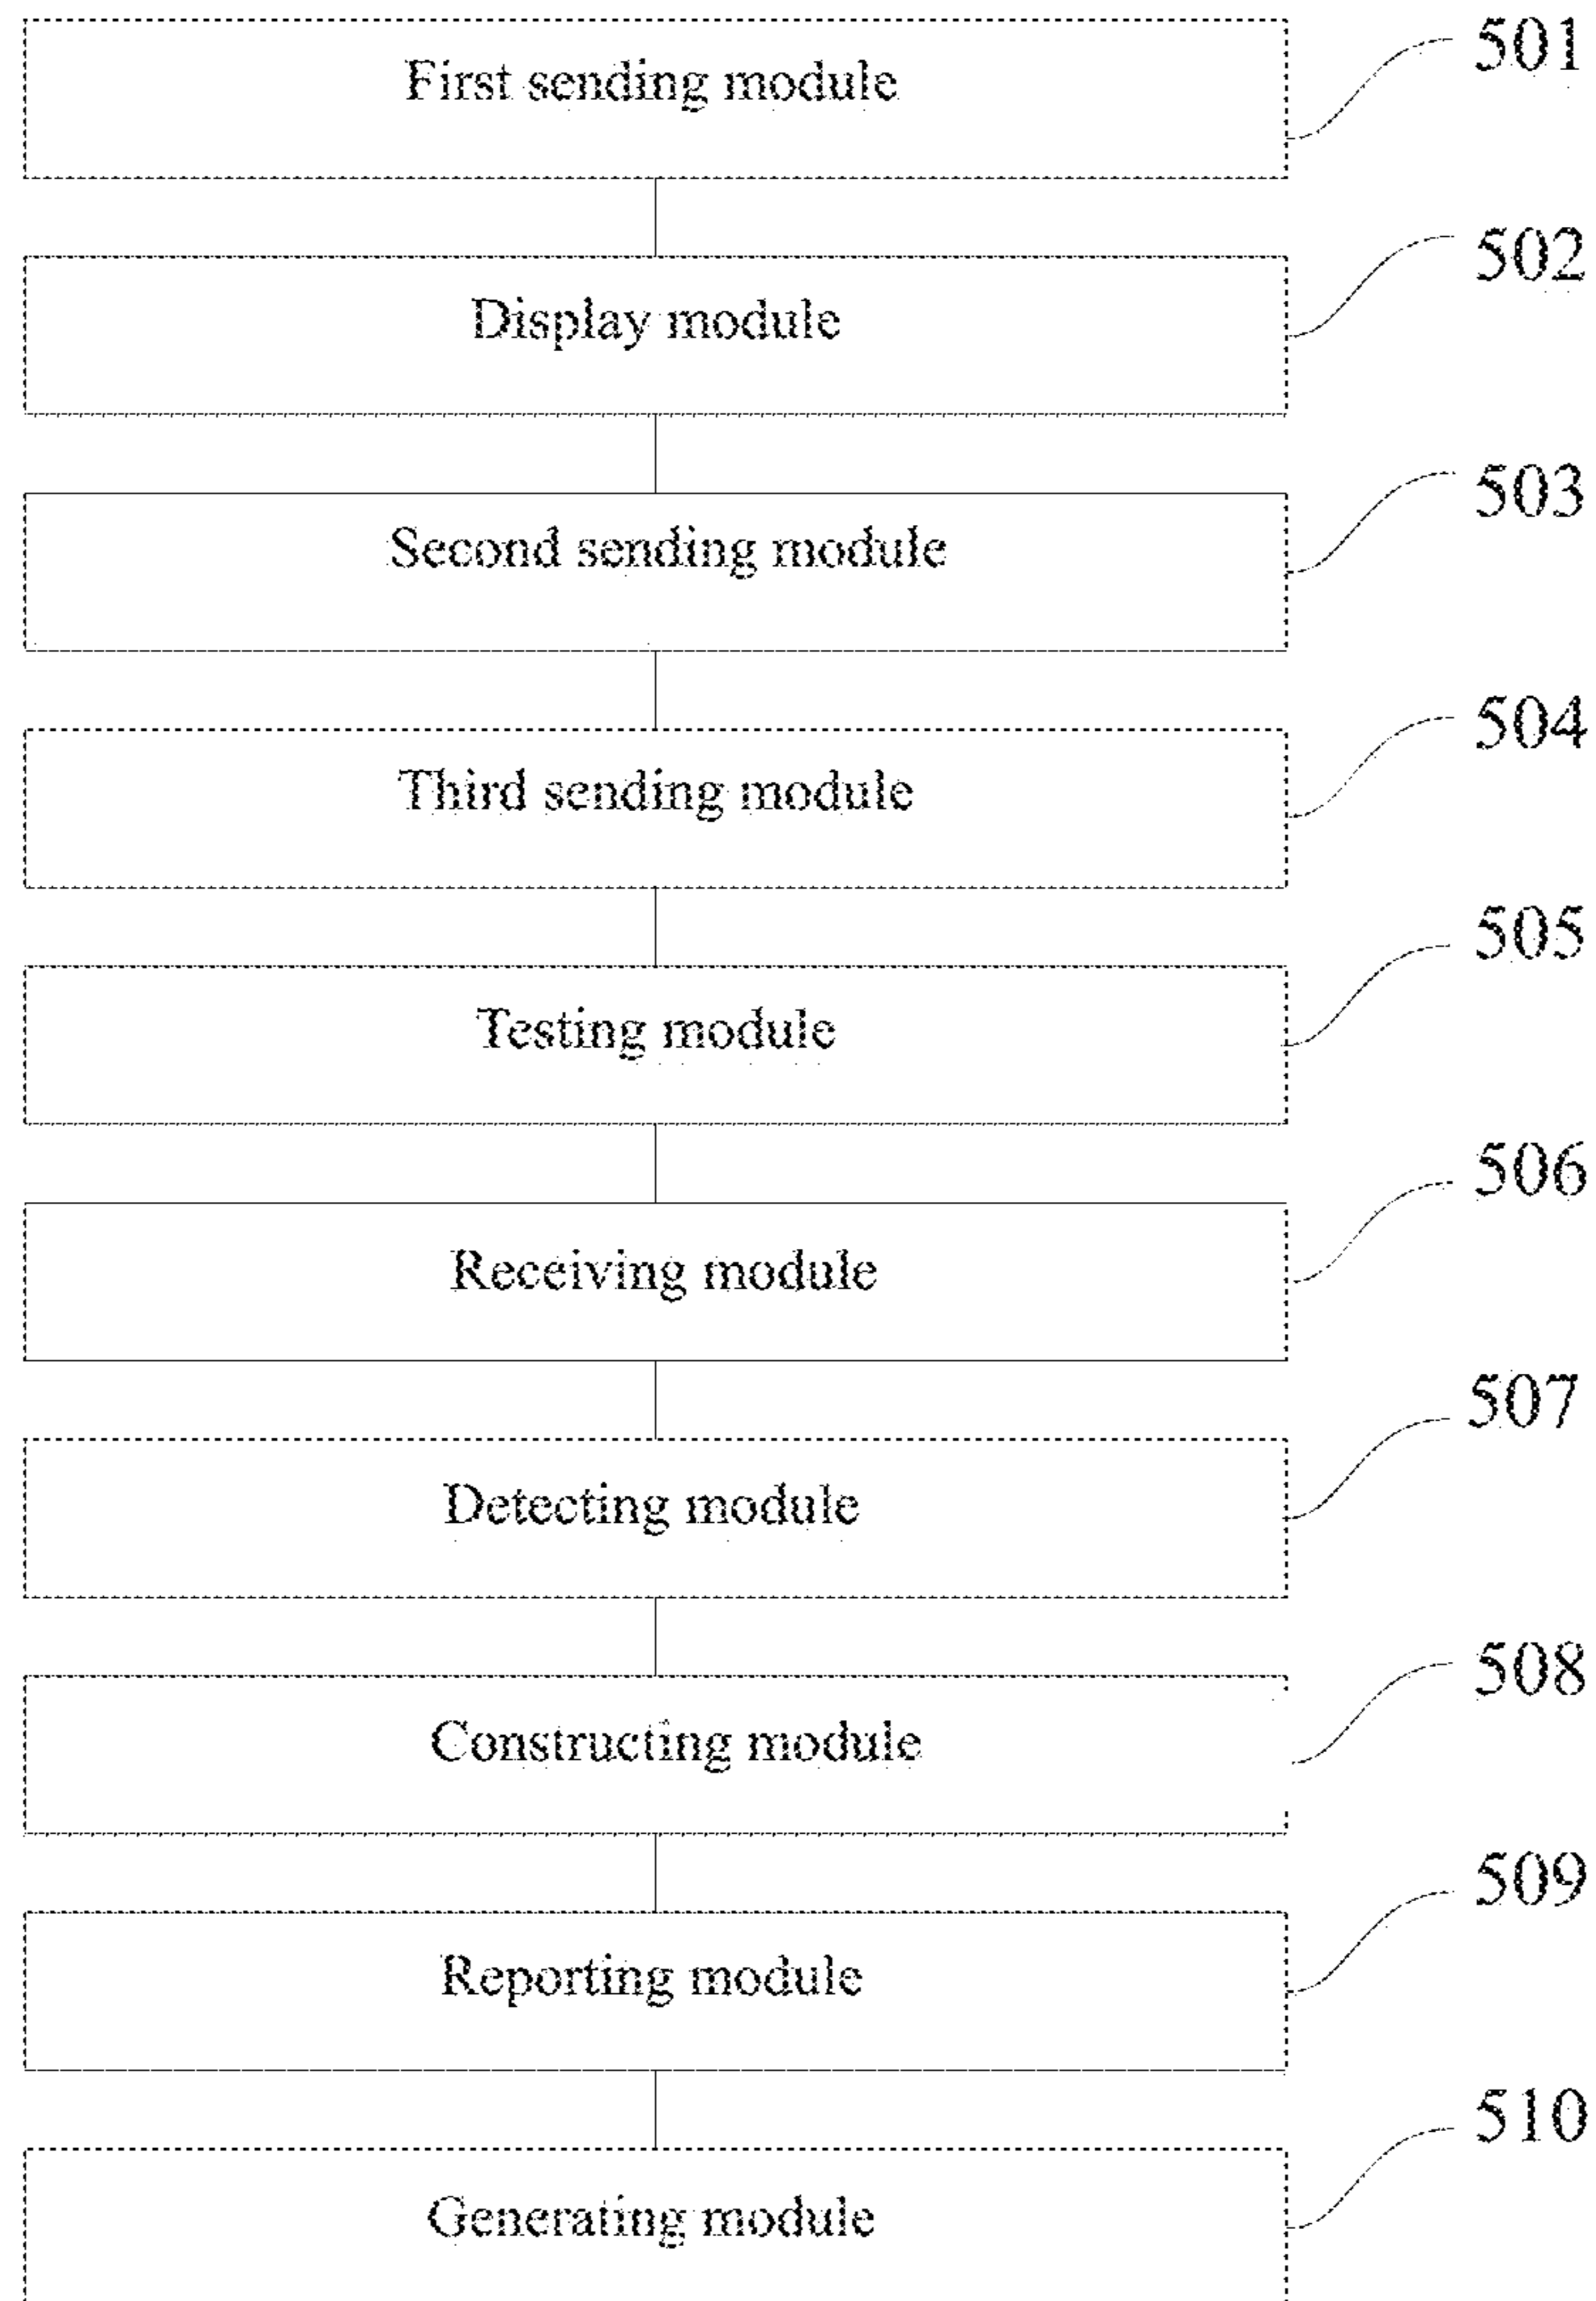 First sending module 501
Display module 502
Second sending module 503
Third sending module 504
Testing module 505
Receiving module 506
Detecting module 507
Constructing module 508
Reporting module 509
Generating module 510